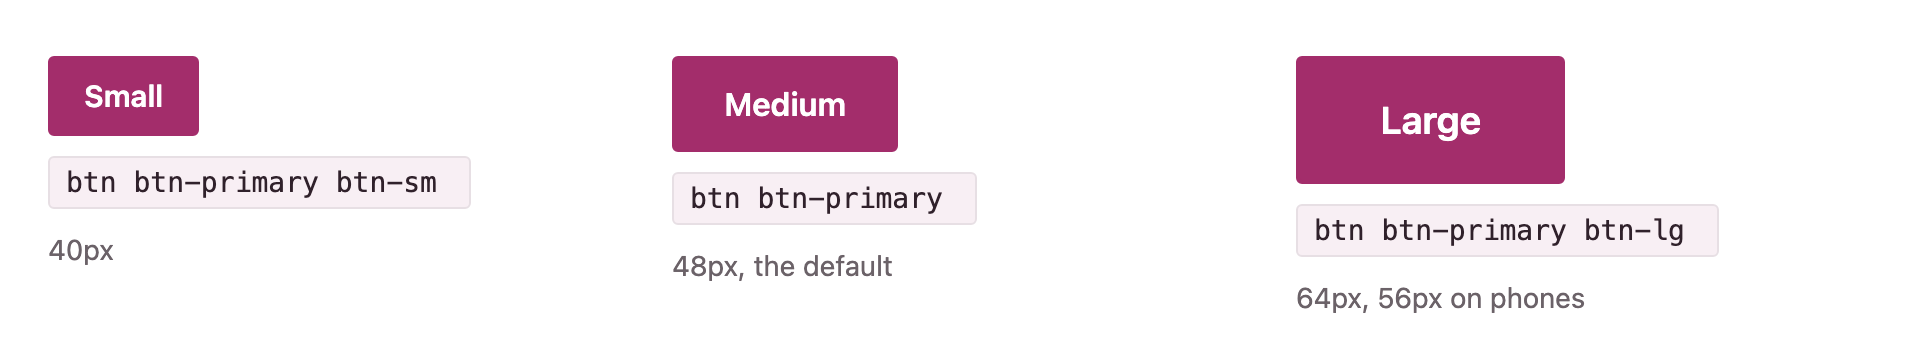 Small
btn btn-primary btn-sm
40px
Medium
btn btn-primary
48px, the default
Large
btn btn-primary btn-lg
64px, 56px on phones